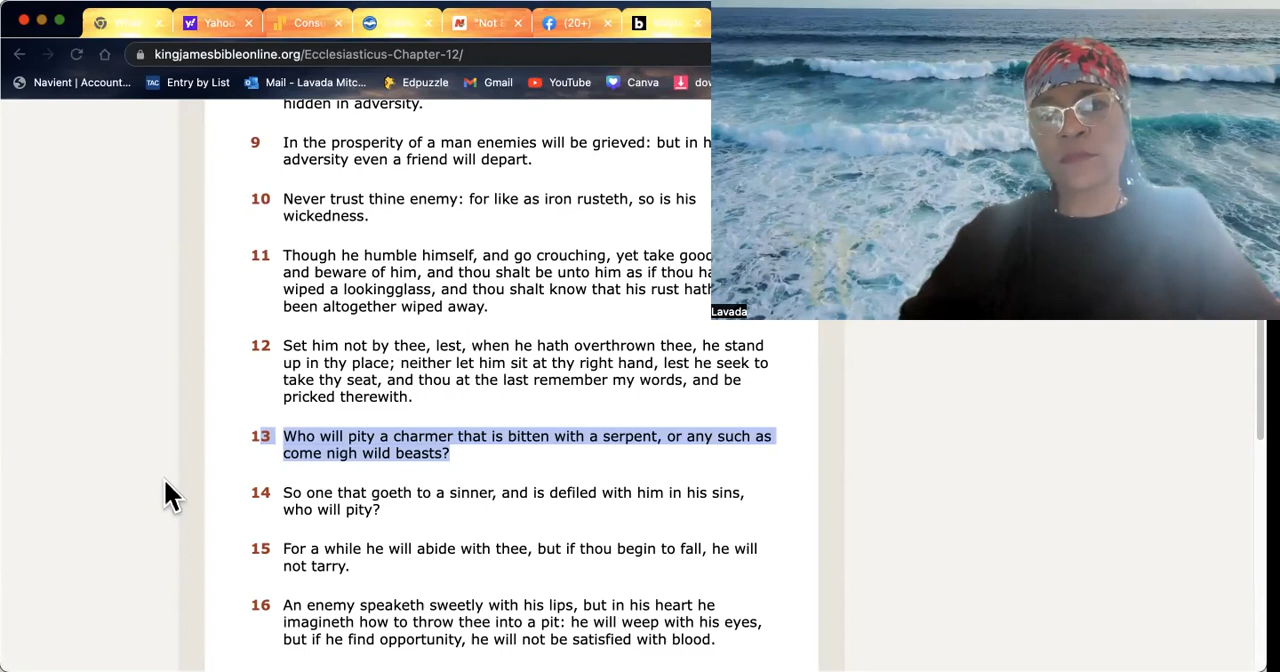 Yahoo
Consu
"Not E
(20+)
kingjamesbibleonline.org/Ecclesiasticus-Chapter-12/
Navient | Account... TAC Entry by List Mail - Lavada Mitc... Edpuzzle Gmail YouTube Canva dov
hidden in adversity.
9 In the prosperity of a man enemies will be grieved: but in h
adversity even a friend will depart.
10 Never trust thine enemy: for like as iron rusteth, so is his
wickedness.
11 Though he humble himself, and go crouching, yet take good
and beware of him, and thou shalt be unto him as if thou ha
wiped a lookingglass, and thou shalt know that his rust hath
been altogether wiped away.
Lavada
12 Set him not by thee, lest, when he hath overthrown thee, he stand
up in thy place; neither let him sit at thy right hand, lest he seek to
take thy seat, and thou at the last remember my words, and be
pricked therewith.
13 Who will pity a charmer that is bitten with a serpent, or any such as
come nigh wild beasts?
14 So one that goeth to a sinner, and is defiled with him in his sins,
who will pity?
15 For a while he will abide with thee, but if thou begin to fall, he will
not tarry.
16 An enemy speaketh sweetly with his lips, but in his heart he
imagineth how to throw thee into a pit: he will weep with his eyes,
but if he find opportunity, he will not be satisfied with blood.